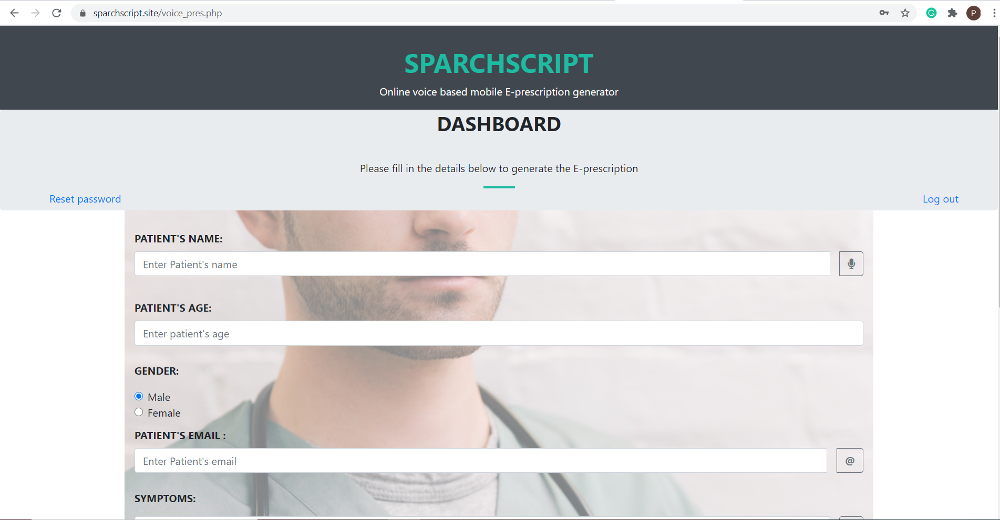 sparchscript.site/voice_pres.php
P
SPARCHSCRIPT
Online voice based mobile E-prescription generator
DASHBOARD
Please fill in the details below to generate the E-prescription
Reset password
Log out
PATIENT'S NAME:
Enter Patient's name
PATIENT'S AGE:
Enter patient's age
GENDER:
Male
Female
PATIENT'S EMAIL :
Enter Patient's email
@
SYMPTOMS: